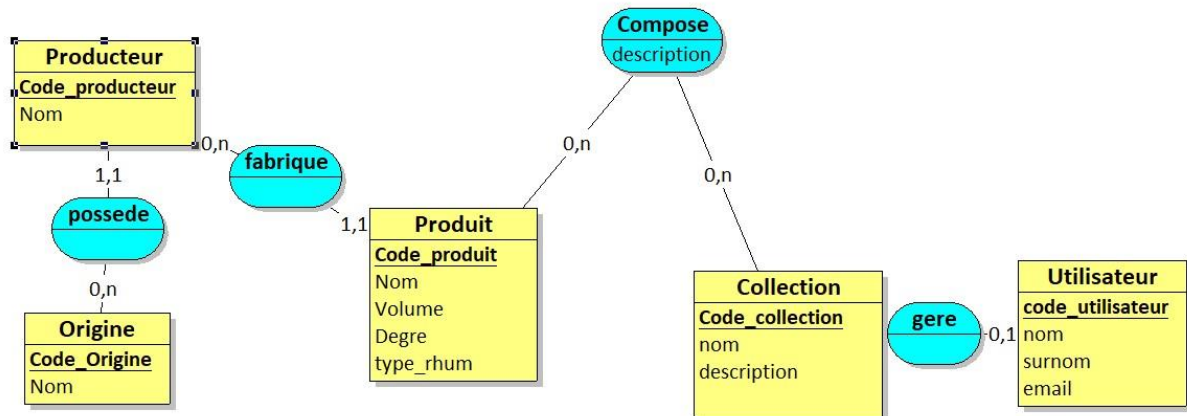 Producteur
Code_producteur
Nom
1,1
possede
0,n
Origine
Code_Origine
Nom
0,n
fabrique
1,1
Produit
Code_produit
Nom
Volume
Degre
type_rhum
0,n
Compose
description
0,n
Collection
Code_collection
nom
description
gere
0,1
Utilisateur
code_utilisateur
nom
surnom
email